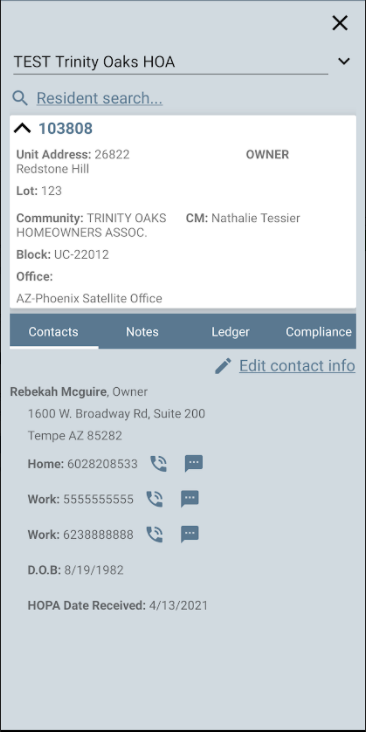 TEST Trinity Oaks HOA
Resident search...
103808
Unit Address: 26822 OWNER
Redstone Hill
Lot: 123
Community: TRINITY OAKS CM: Nathalie Tessier
HOMEOWNERS ASSOC.
Block: UC-22012
Office:
AZ-Phoenix Satellite Office
Contacts Notes Ledger Compliance
Edit contact info
Rebekah Mcguire, Owner
1600 W. Broadway Rd, Suite 200
Tempe AZ 85282
Home: 6028208533
Work: 5555555555
Work: 6238888888
D.O.B: 8/19/1982
HOPA Date Received: 4/13/2021